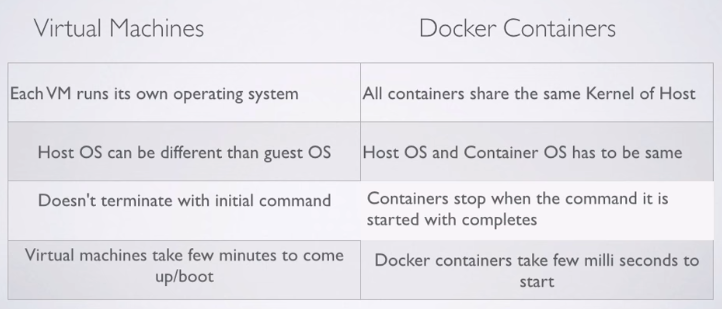 Virtual Machines
Docker Containers
Each VM runs its own operating system
All containers share the same Kernel of Host
Host OS can be different than guest OS
Host OS and Container OS has to be same
Doesn't terminate with initial command
Containers stop when the command it is
started with completes
Virtual machines take few minutes to come
up/boot
Docker containers take few milli seconds to
start